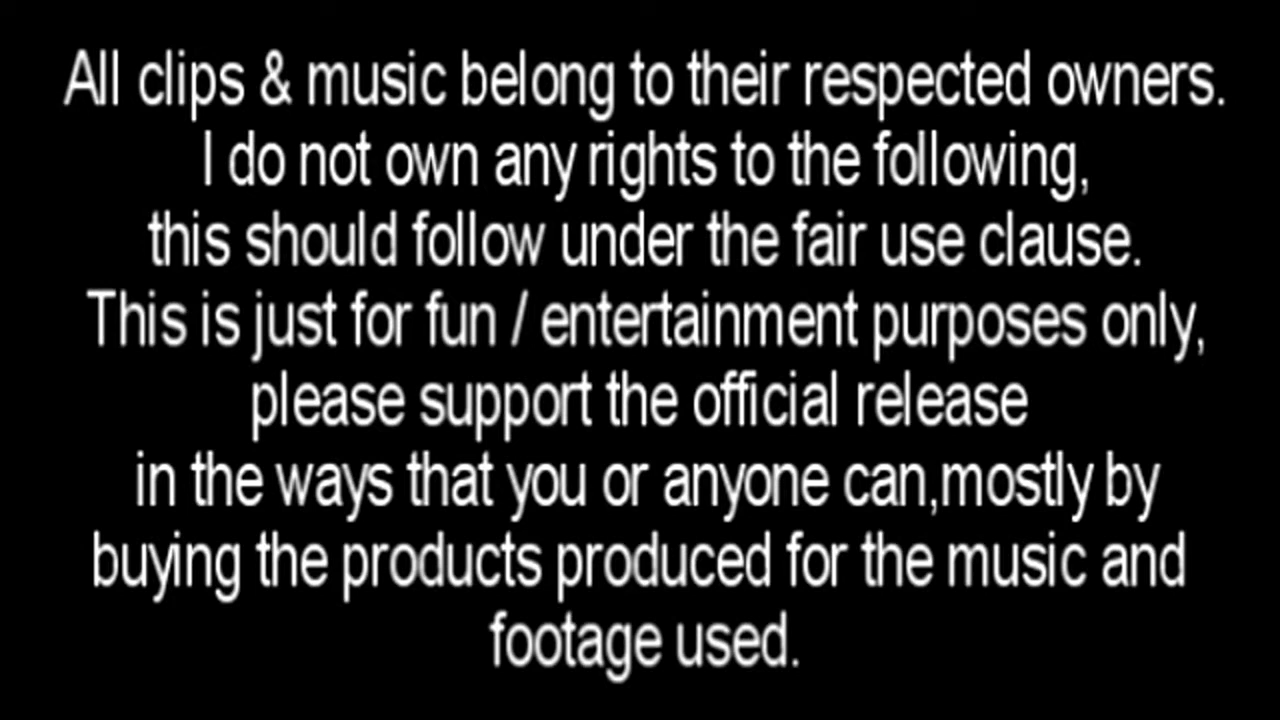 All clips & music belong to their respected owners.
I do not own any rights to the following,
this should follow under the fair use clause.
This is just for fun / entertainment purposes only,
please support the official release
in the ways that you or anyone can,mostly by
buying the products produced for the music and
footage used.